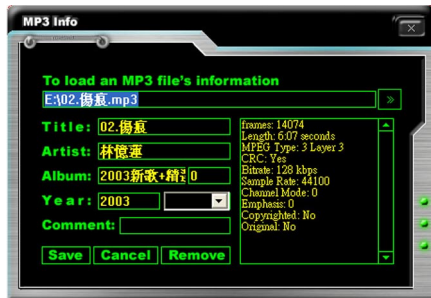 MP3 Info
To load an MP3 file's information
E:\02.傷痕.mp3
Title: 02.傷痕
Artist: 林憶蓮
Album: 2003新歌+精 0
Year: 2003
Comment:
Save Cancel Remove
frames: 14074
Length: 6:07 seconds
MPEG Type: 3 Layer 3
CRC: Yes
Bitrate: 128 kbps
Sample Rate: 44100
Channel Mode: 0
Emphasis: 0
Copyrighted: No
Original: No